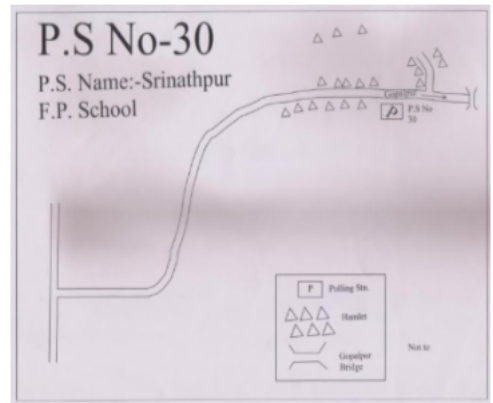 P.S No-30
P.S. Name:-Srinathpur
F.P. School
Gopalpur
P
P.S No
30
P Polling Stn.
Hamlet
Gopalpur
Bridge
Not to